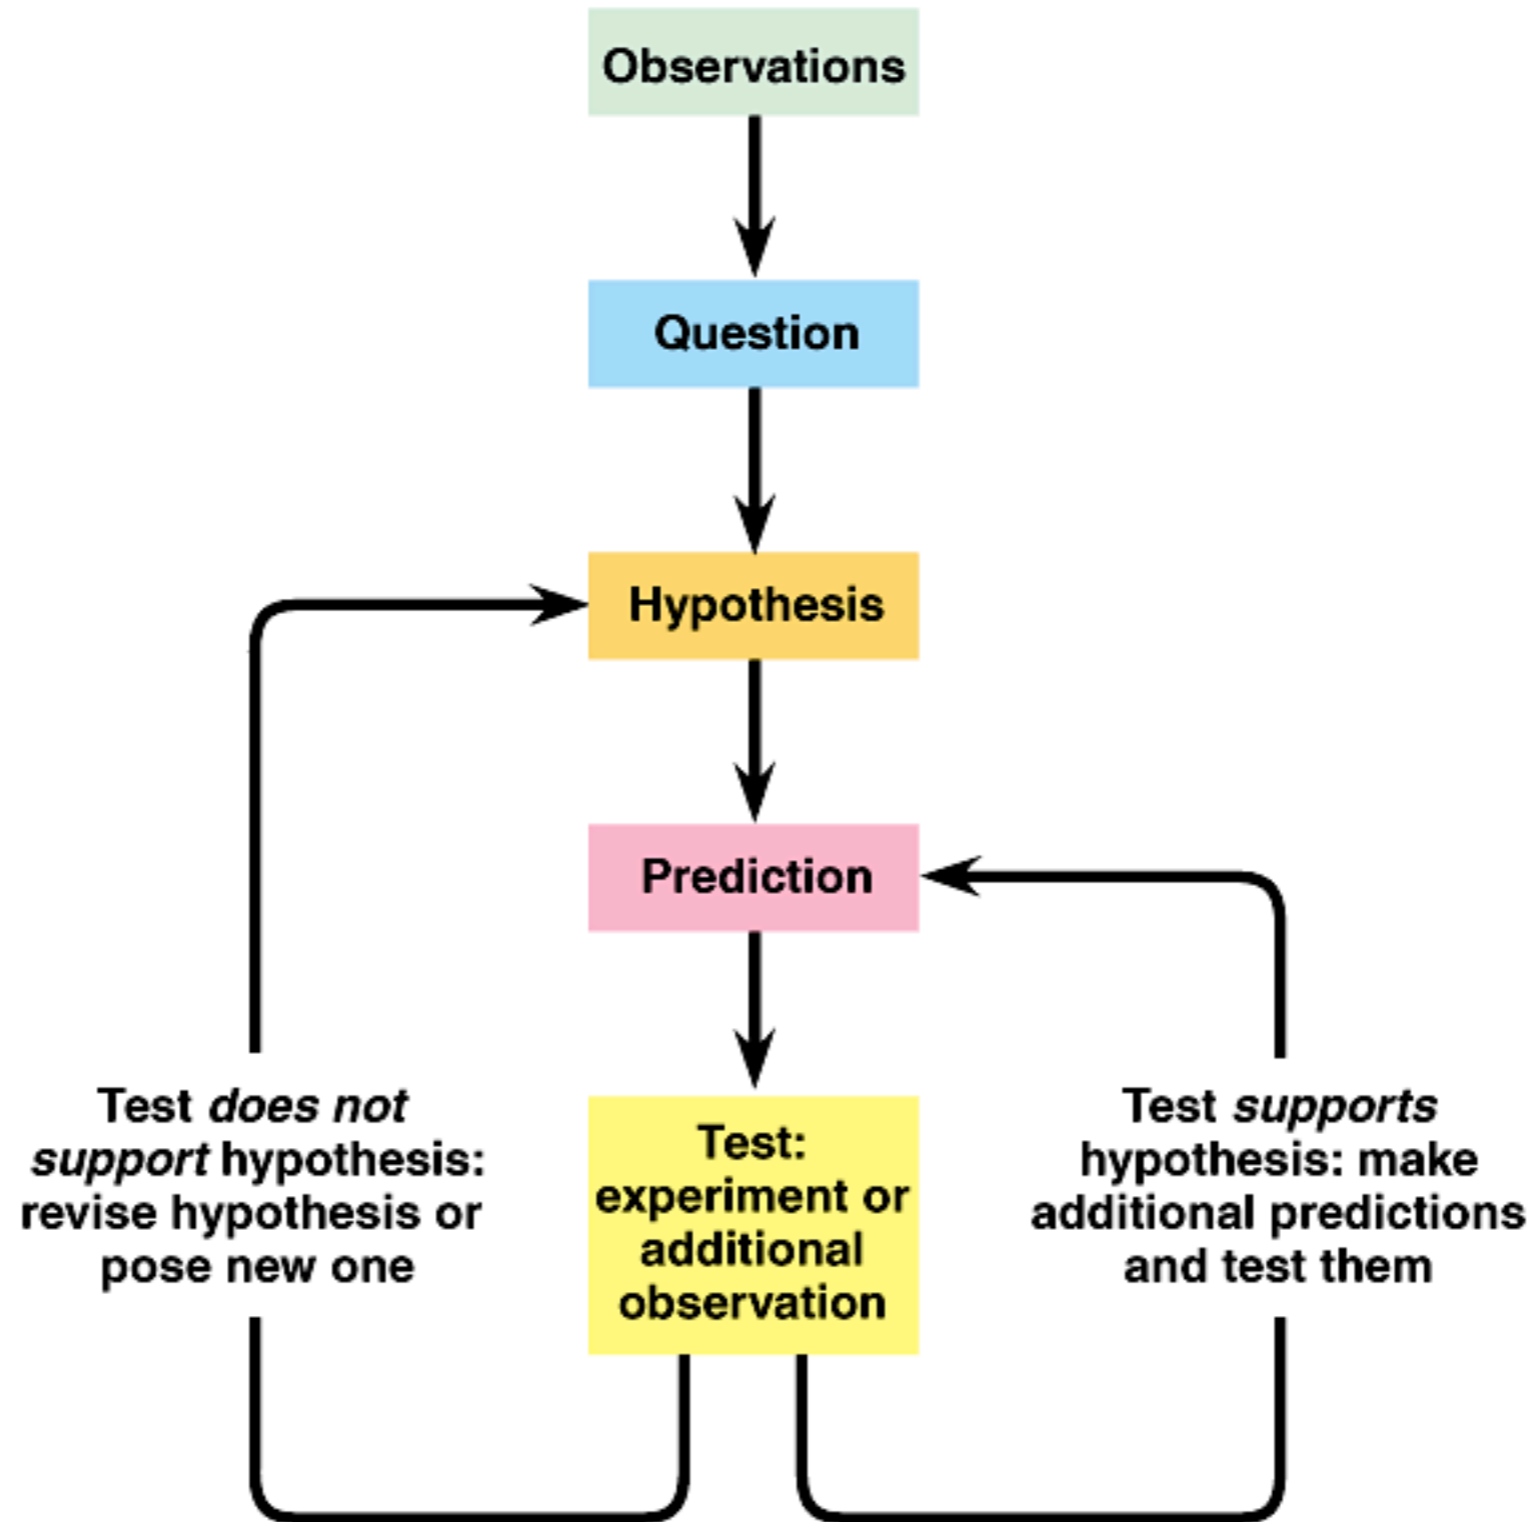 Observations
Question
Hypothesis
Prediction
Test:
experiment or
additional
observation
Test does not
support hypothesis:
revise hypothesis or
pose new one
Test supports
hypothesis: make
additional predictions
and test them